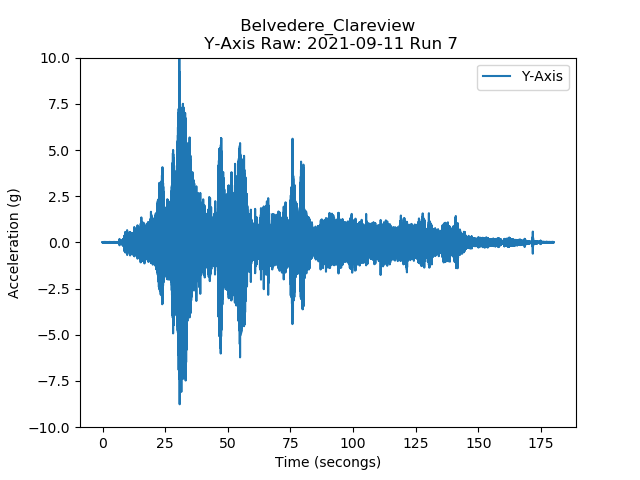 Belvedere_Clareview
Y-Axis Raw: 2021-09-11 Run 7
Y-Axis
10.0
7.5
5.0
2.5
0.0
−2.5
−5.0
−7.5
−10.0
Acceleration (g)
0 25 50 75 100 125 150 175
Time (secongs)